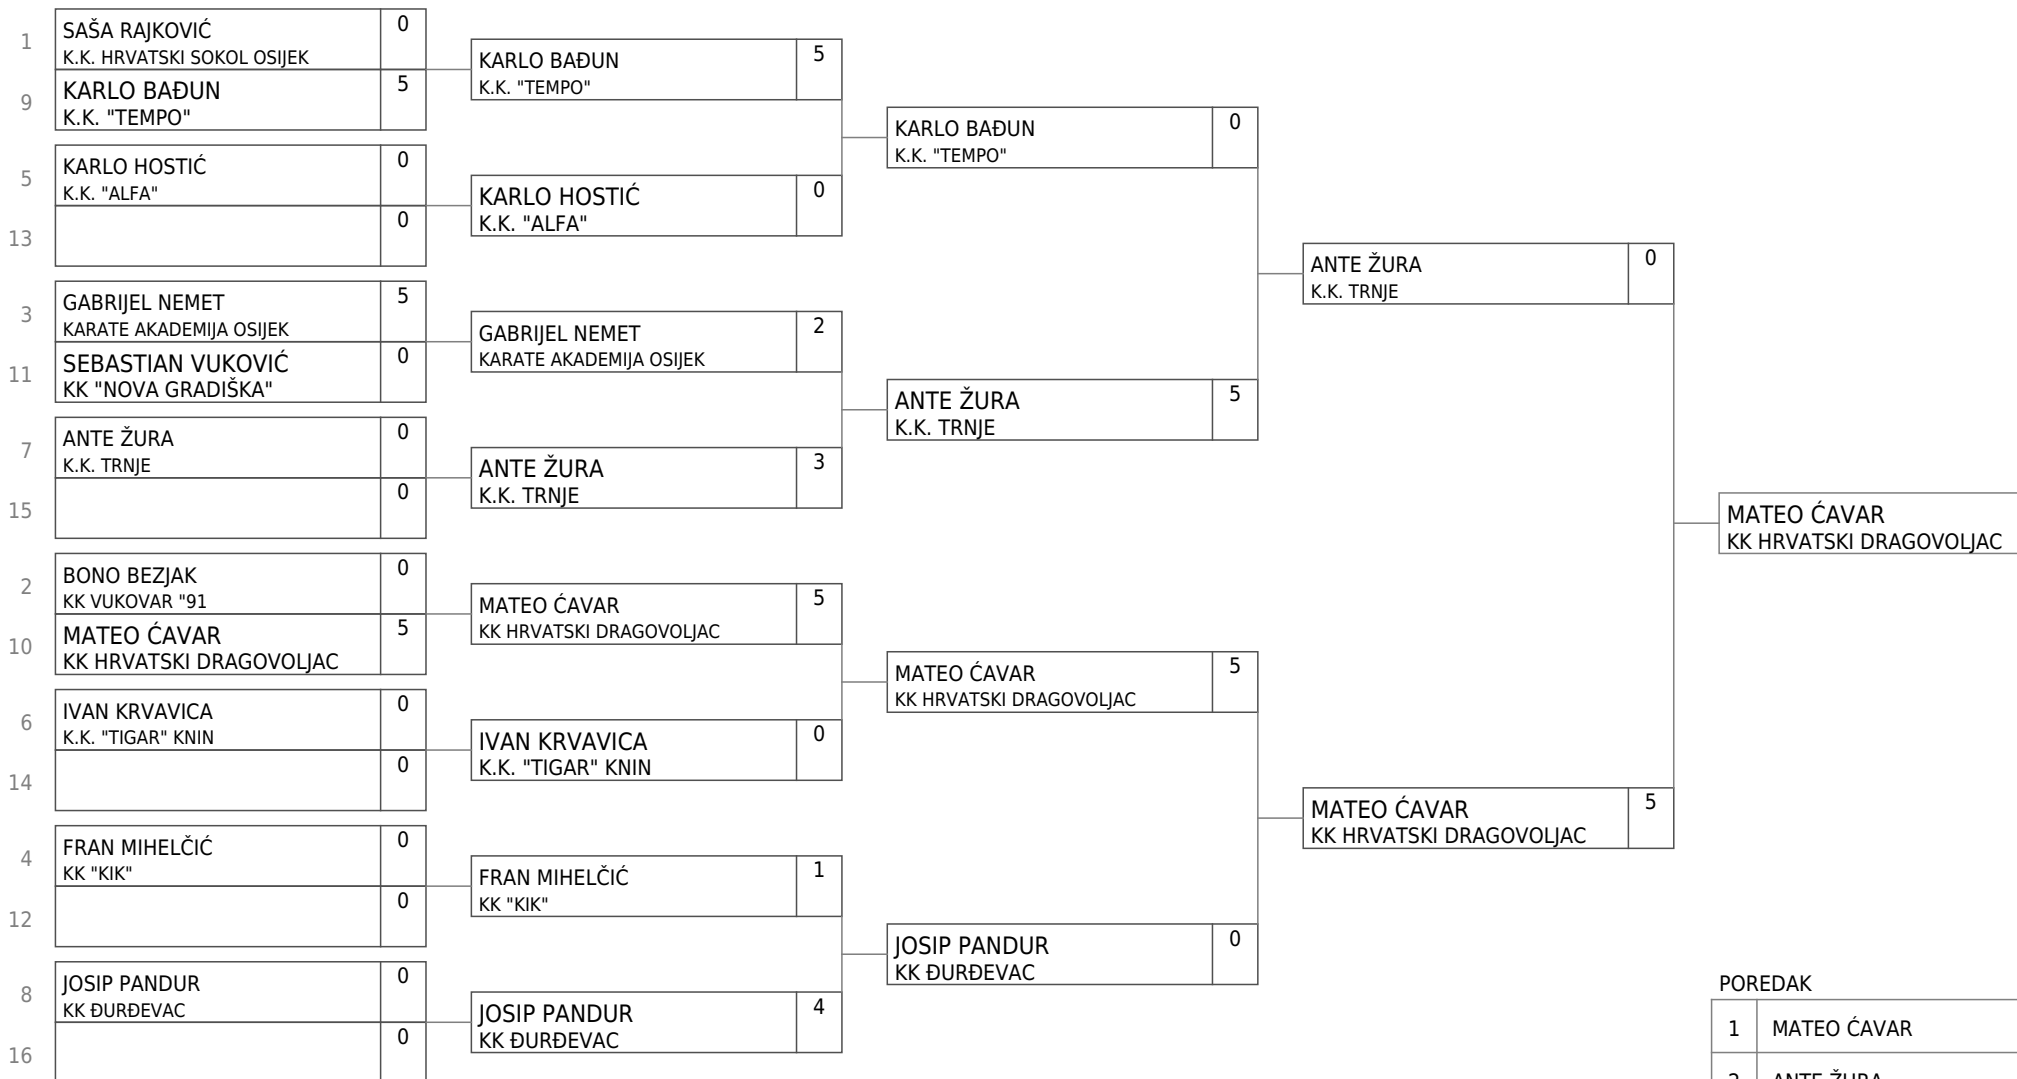 1
SAŠA RAJKOVIĆ
K.K. HRVATSKI SOKOL OSIJEK
0
9
KARLO BAĐUN
K.K. "TEMPO"
5
5
KARLO HOSTIĆ
K.K. "ALFA"
0
13
0
3
GABRIJEL NEMET
KARATE AKADEMIJA OSIJEK
5
11
SEBASTIAN VUKOVIĆ
KK "NOVA GRADIŠKA"
0
7
ANTE ŽURA
K.K. TRNJE
0
15
0
2
BONO BEZJAK
KK VUKOVAR "91
0
10
MATEO ĆAVAR
KK HRVATSKI DRAGOVOLJAC
5
6
IVAN KRVAVICA
K.K. "TIGAR" KNIN
0
14
0
4
FRAN MIHELČIĆ
KK "KIK"
0
12
0
8
JOSIP PANDUR
KK ĐURĐEVAC
0
16
0
KARLO BAĐUN
K.K. "TEMPO"
5
KARLO HOSTIĆ
K.K. "ALFA"
0
GABRIJEL NEMET
KARATE AKADEMIJA OSIJEK
2
ANTE ŽURA
K.K. TRNJE
3
MATEO ĆAVAR
KK HRVATSKI DRAGOVOLJAC
5
IVAN KRVAVICA
K.K. "TIGAR" KNIN
0
FRAN MIHELČIĆ
KK "KIK"
1
JOSIP PANDUR
KK ĐURĐEVAC
4
KARLO BAĐUN
K.K. "TEMPO"
0
ANTE ŽURA
K.K. TRNJE
5
MATEO ĆAVAR
KK HRVATSKI DRAGOVOLJAC
5
JOSIP PANDUR
KK ĐURĐEVAC
0
ANTE ŽURA
K.K. TRNJE
0
MATEO ĆAVAR
KK HRVATSKI DRAGOVOLJAC
5
MATEO ĆAVAR
KK HRVATSKI DRAGOVOLJAC
POREDAK
1 MATEO ĆAVAR
2 ANTE ŽURA